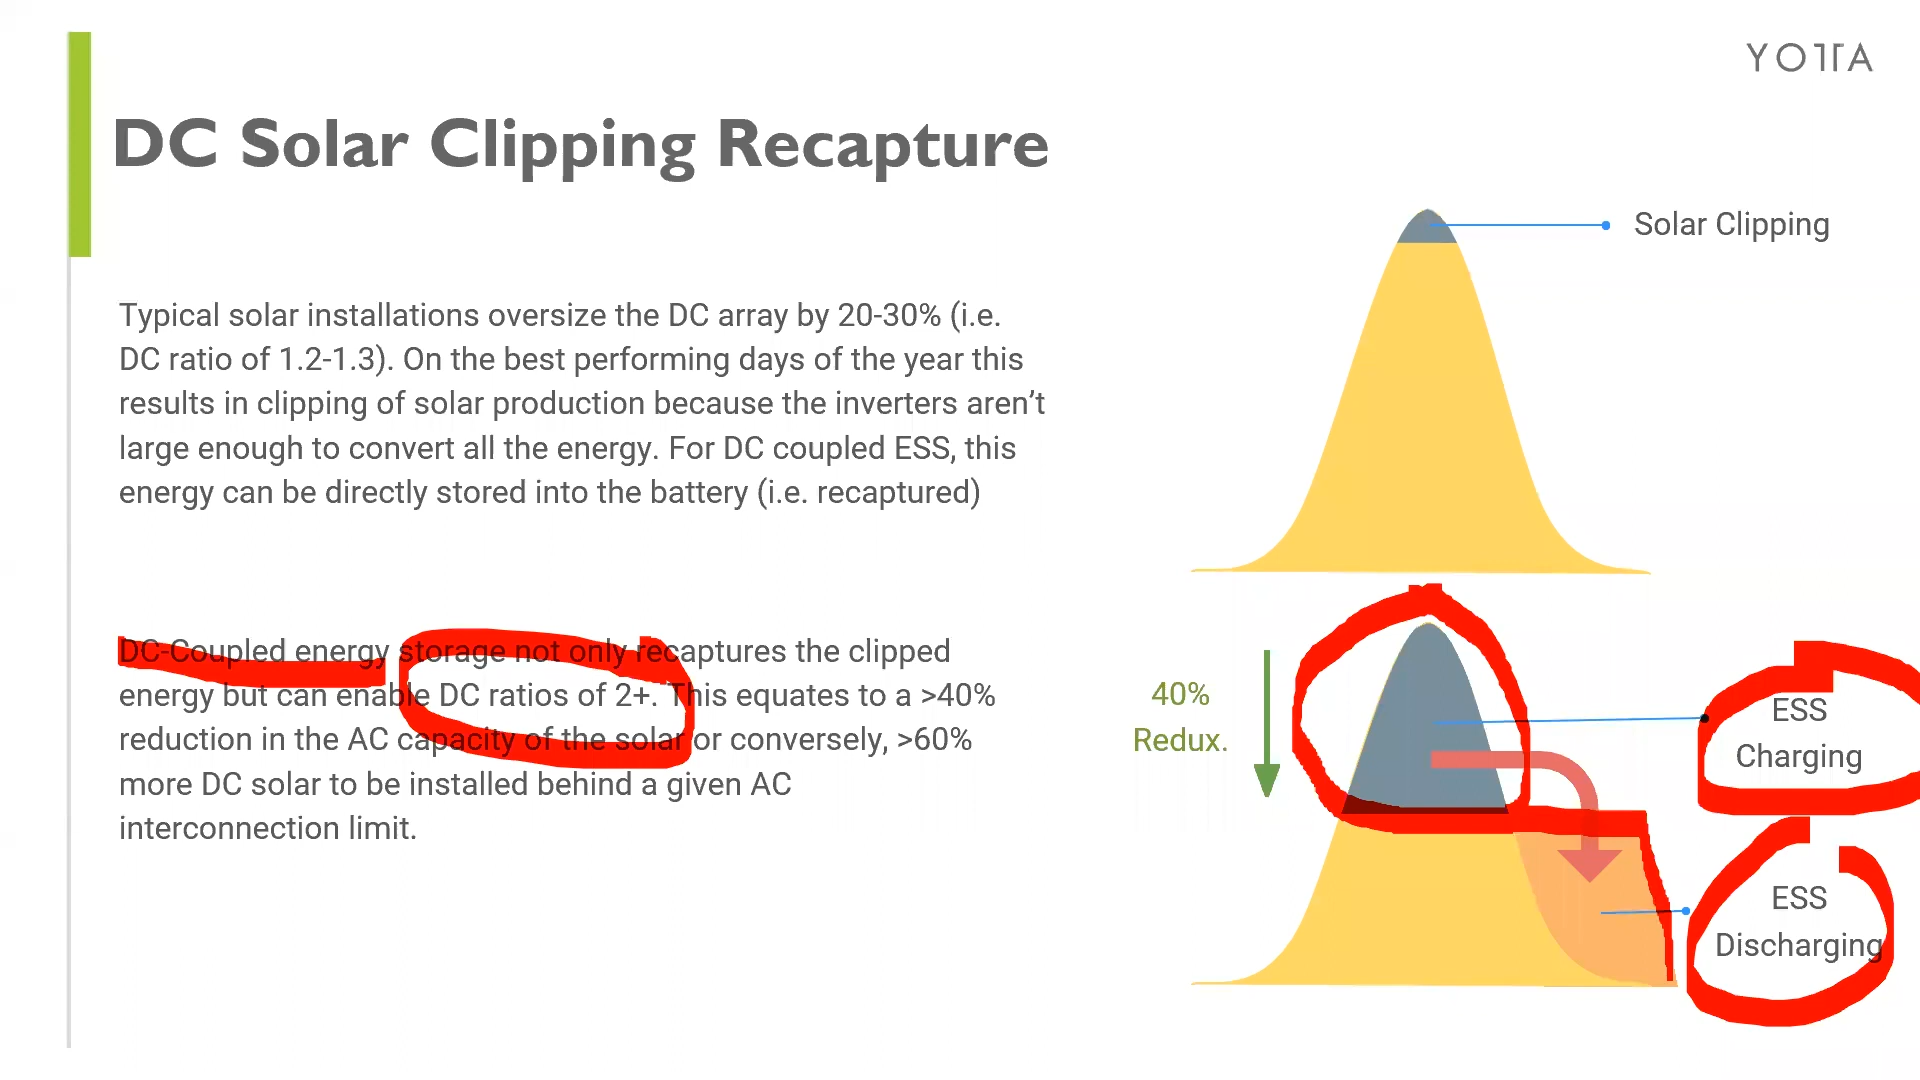 YOTTA
DC Solar Clipping Recapture
Solar Clipping
Typical solar installations oversize the DC array by 20-30% (i.e.
DC ratio of 1.2-1.3). On the best performing days of the year this
results in clipping of solar production because the inverters aren’t
large enough to convert all the energy. For DC coupled ESS, this
energy can be directly stored into the battery (i.e. recaptured)
DC-Coupled energy storage not only recaptures the clipped
energy but can enable DC ratios of 2+. This equates to a >40%
reduction in the AC capacity of the solar or conversely, >60%
more DC solar to be installed behind a given AC
interconnection limit.
40%
Redux.
ESS
Charging
ESS
Discharging